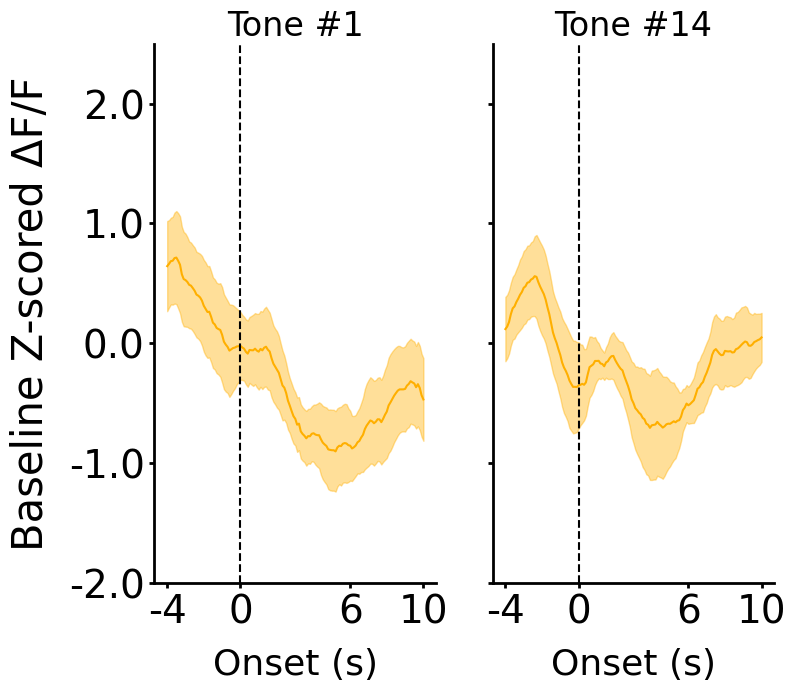 Tone #1
Tone #14
Baseline Z-scored ΔF/F
2.0
1.0
0.0
-1.0
-2.0
-4 0 6 10
-4 0 6 10
Onset (s)
Onset (s)